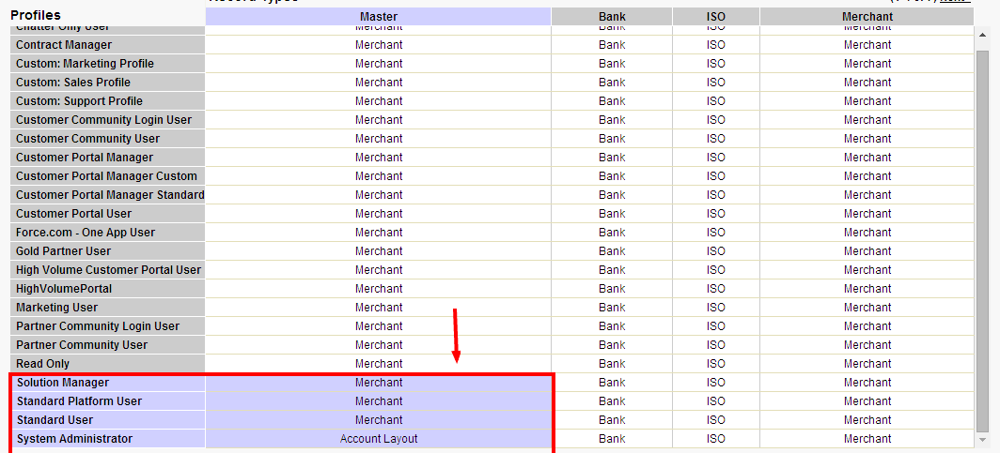 Profiles
Master Bank ISO Merchant
Chatter Only User Merchant Bank ISO Merchant
Contract Manager Merchant Bank ISO Merchant
Custom: Marketing Profile Merchant Bank ISO Merchant
Custom: Sales Profile Merchant Bank ISO Merchant
Custom: Support Profile Merchant Bank ISO Merchant
Customer Community Login User Merchant Bank ISO Merchant
Customer Community User Merchant Bank ISO Merchant
Customer Portal Manager Merchant Bank ISO Merchant
Customer Portal Manager Custom Merchant Bank ISO Merchant
Customer Portal Manager Standard Merchant Bank ISO Merchant
Customer Portal User Merchant Bank ISO Merchant
Force.com - One App User Merchant Bank ISO Merchant
Gold Partner User Merchant Bank ISO Merchant
High Volume Customer Portal User Merchant Bank ISO Merchant
HighVolumePortal Merchant Bank ISO Merchant
Marketing User Merchant Bank ISO Merchant
Partner Community Login User Merchant Bank ISO Merchant
Partner Community User Merchant Bank ISO Merchant
Read Only Merchant Bank ISO Merchant
Solution Manager Merchant Bank ISO Merchant
Standard Platform User Merchant Bank ISO Merchant
Standard User Merchant Bank ISO Merchant
System Administrator Account Layout Bank ISO Merchant